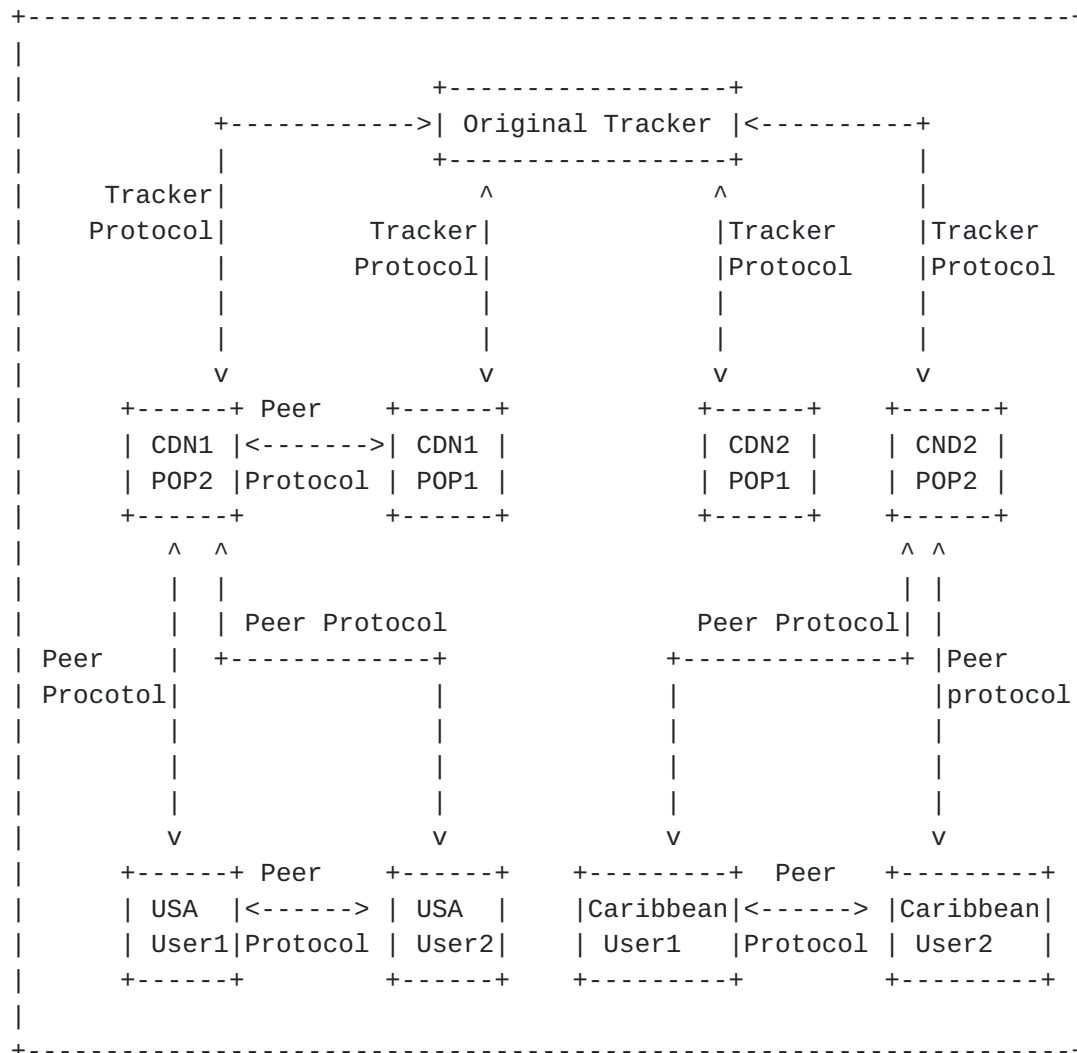 Original Tracker
Tracker
Protocol Tracker Tracker Tracker
Protocol Protocol Protocol
Peer
CDN1 CDN1 CDN2 CND2
POP2 Protocol POP1 POP1 POP2
Peer Protocol Peer Protocol
Peer Peer
Procotol protocol
Peer Peer
USA USA Caribbean Caribbean
User1 Protocol User2 User1 Protocol User2